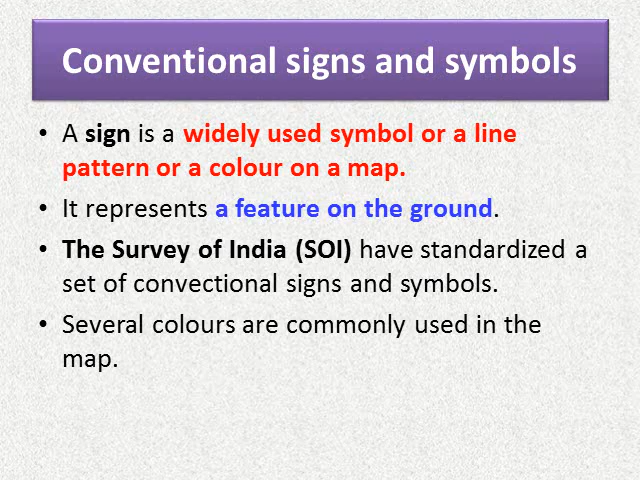 Conventional signs and symbols
• A sign is a widely used symbol or a line
pattern or a colour on a map.
• It represents a feature on the ground.
• The Survey of India (SOI) have standardized a
set of convectional signs and symbols.
• Several colours are commonly used in the
map.